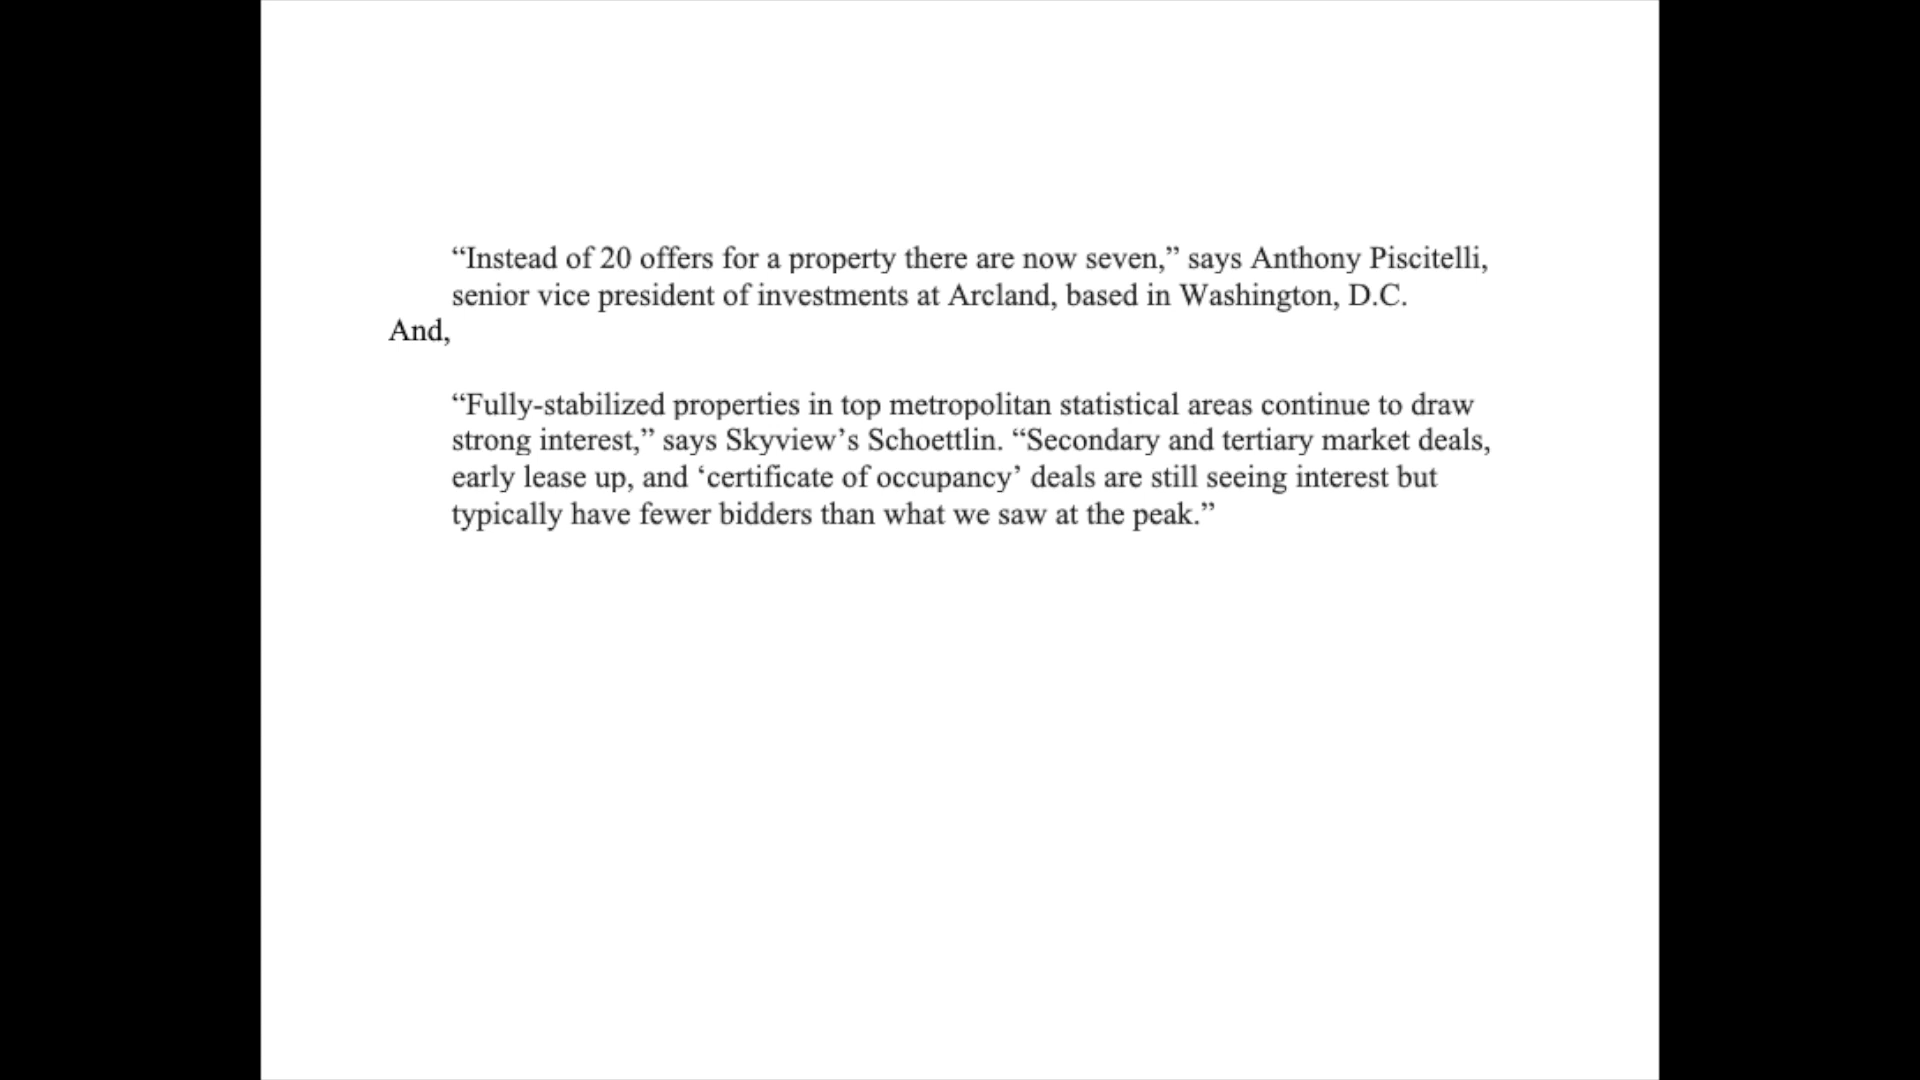 “Instead of 20 offers for a property there are now seven,” says Anthony Piscitelli,
senior vice president of investments at Arcland, based in Washington, D.C.
And,
“Fully-stabilized properties in top metropolitan statistical areas continue to draw
strong interest,” says Skyview’s Schoettlin. “Secondary and tertiary market deals,
early lease up, and ‘certificate of occupancy’ deals are still seeing interest but
typically have fewer bidders than what we saw at the peak.”